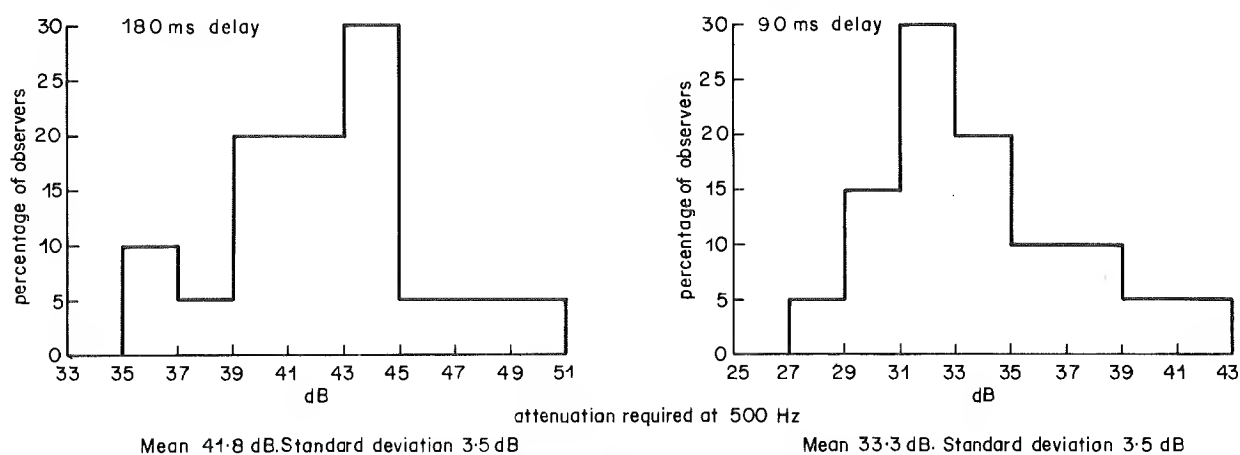 180 ms delay
percentage of observers
30
25
20
15
10
5
0
33 35 37 39 41 43 45 47 49 51
dB
90 ms delay
percentage of observers
30
25
20
15
10
5
0
25 27 29 31 33 35 37 39 41 43
dB
attenuation required at 500 Hz
Mean 41·8 dB. Standard deviation 3·5 dB
Mean 33·3 dB. Standard deviation 3·5 dB